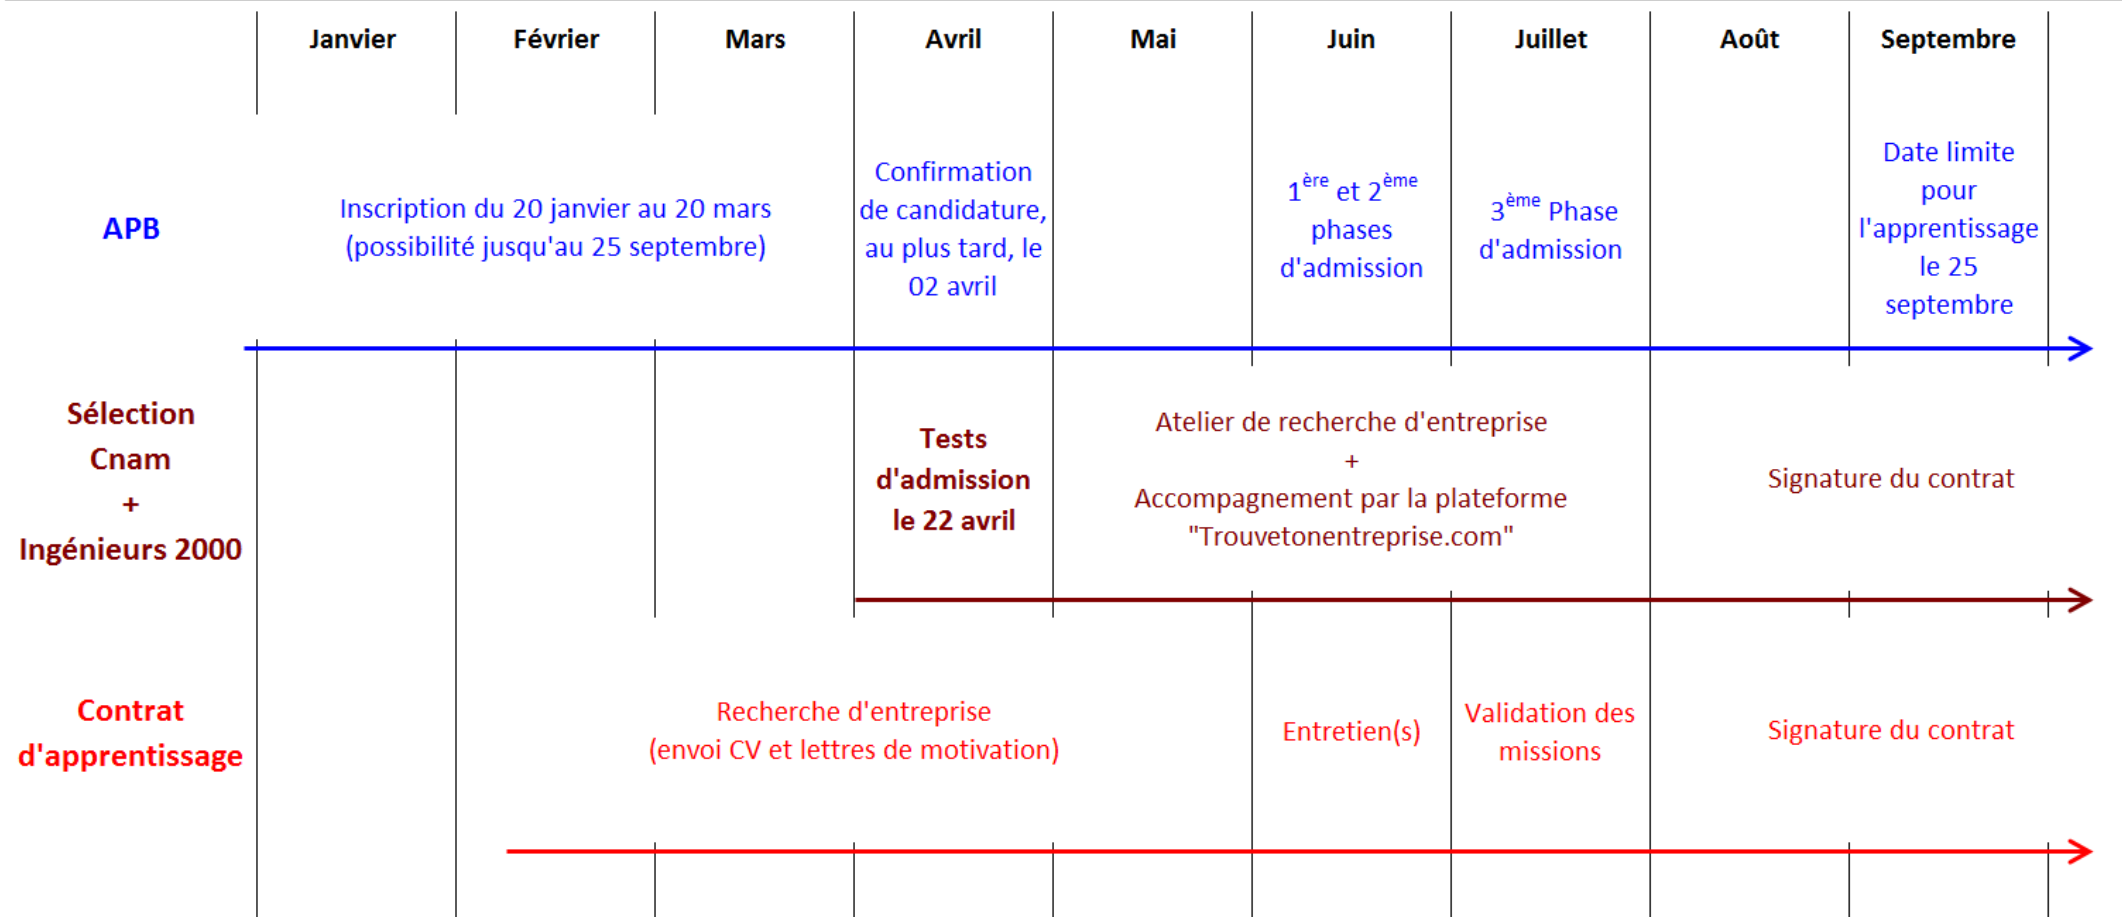 Janvier
Février
Mars
Avril
Mai
Juin
Juillet
Août
Septembre
APB
Inscription du 20 janvier au 20 mars
(possibilité jusqu'au 25 septembre)
Confirmation
de candidature,
au plus tard, le
02 avril
1ère et 2ème
phases
d'admission
3ème Phase
d'admission
Date limite
pour
l'apprentissage
le 25
septembre
Sélection
Cnam
+
Ingénieurs 2000
Tests
d'admission
le 22 avril
Atelier de recherche d'entreprise
+
Accompagnement par la plateforme
"Trouvetonentreprise.com"
Signature du contrat
Contrat
d'apprentissage
Recherche d'entreprise
(envoi CV et lettres de motivation)
Entretien(s)
Validation des
missions
Signature du contrat